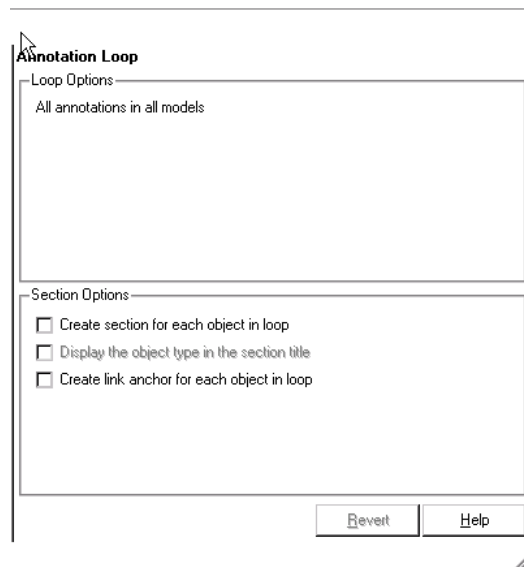 Annotation Loop
Loop Options
All annotations in all models
Section Options
Create section for each object in loop
Display the object type in the section title
Create link anchor for each object in loop
Revert
Help